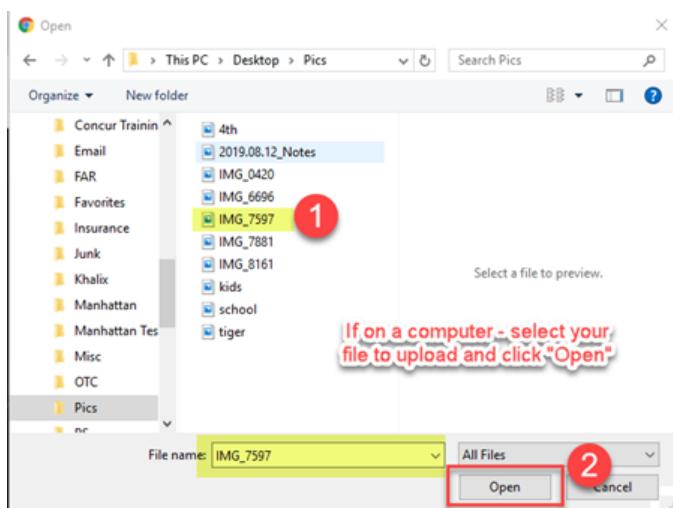 Open
This PC > Desktop > Pics
Search Pics
Organize
New folder
Concur Trainin
Email
FAR
Favorites
Insurance
Junk
Khalix
Manhattan
Manhattan Tes
Misc
OTC
Pics
4th
2019.08.12_Notes
IMG_0420
IMG_6696
IMG_7597
1
IMG_7881
IMG_8161
kids
school
tiger
Select a file to preview.
If on a computer - select your
file to upload and click "Open"
File name: IMG_7597
All Files
2
Open
Cancel